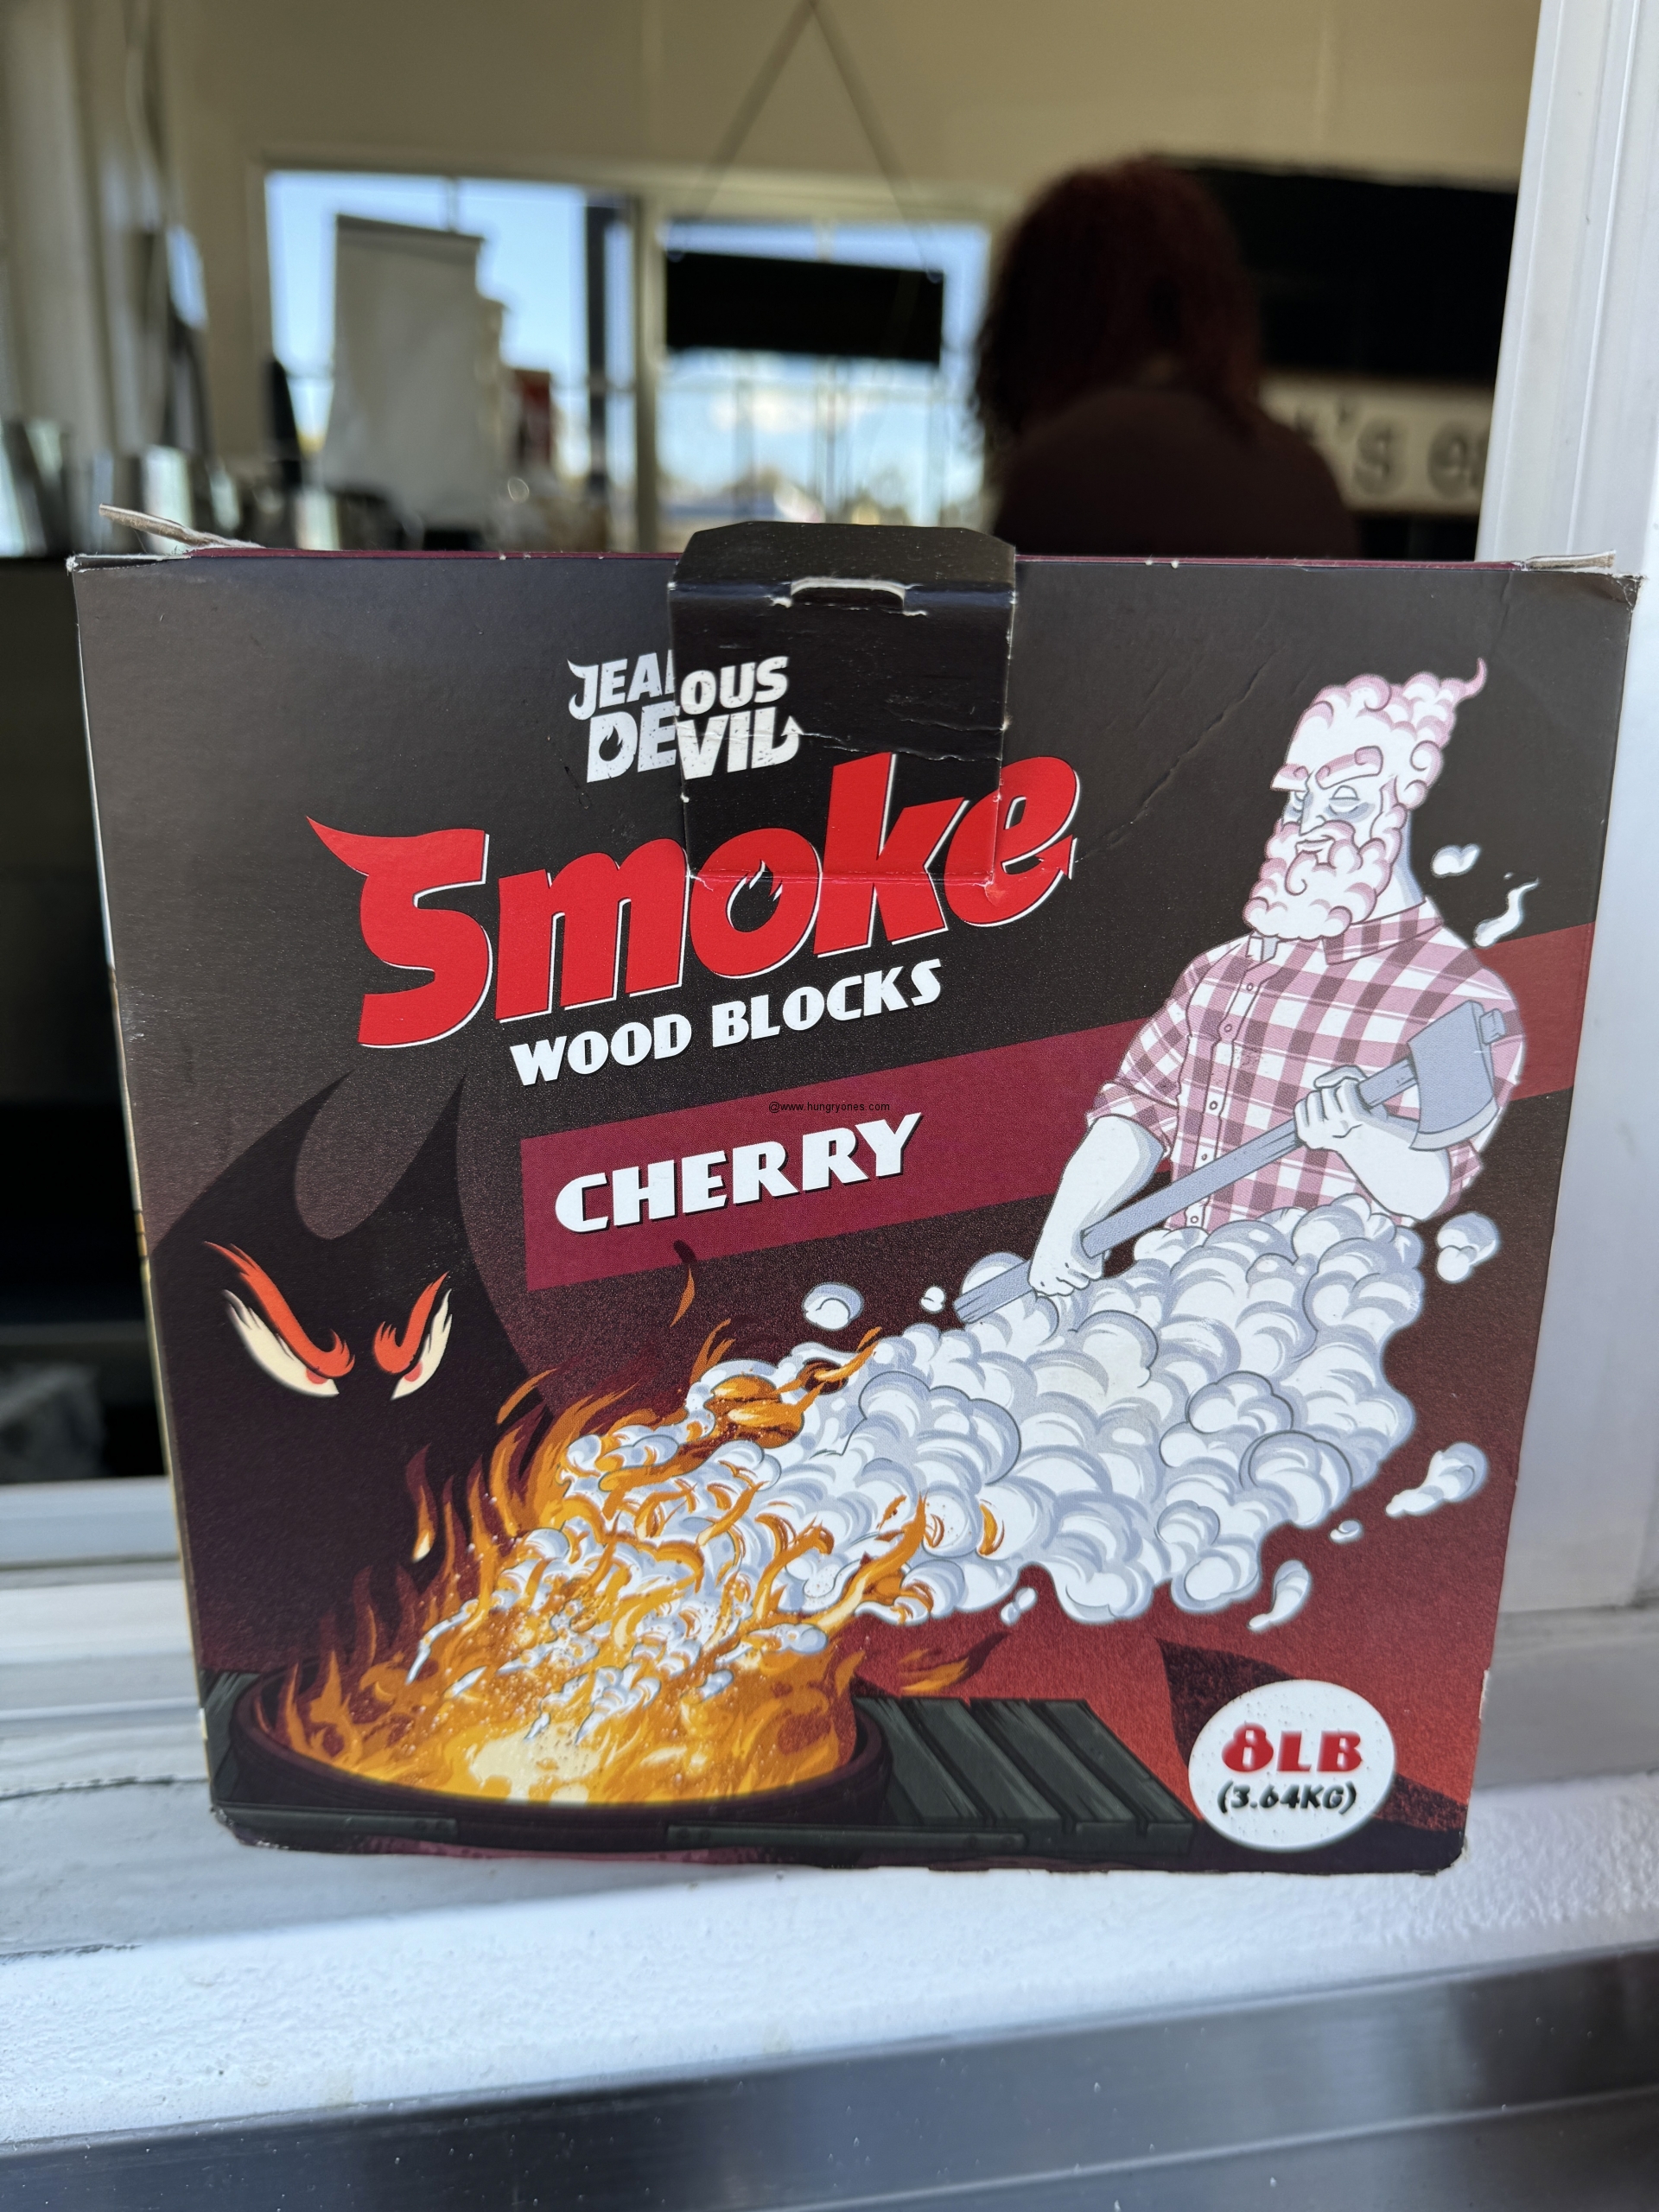 JEALOUS
DEVIL
Smoke
WOOD BLOCKS
@www.hungryones.com
CHERRY
8LB
(3.64KG)